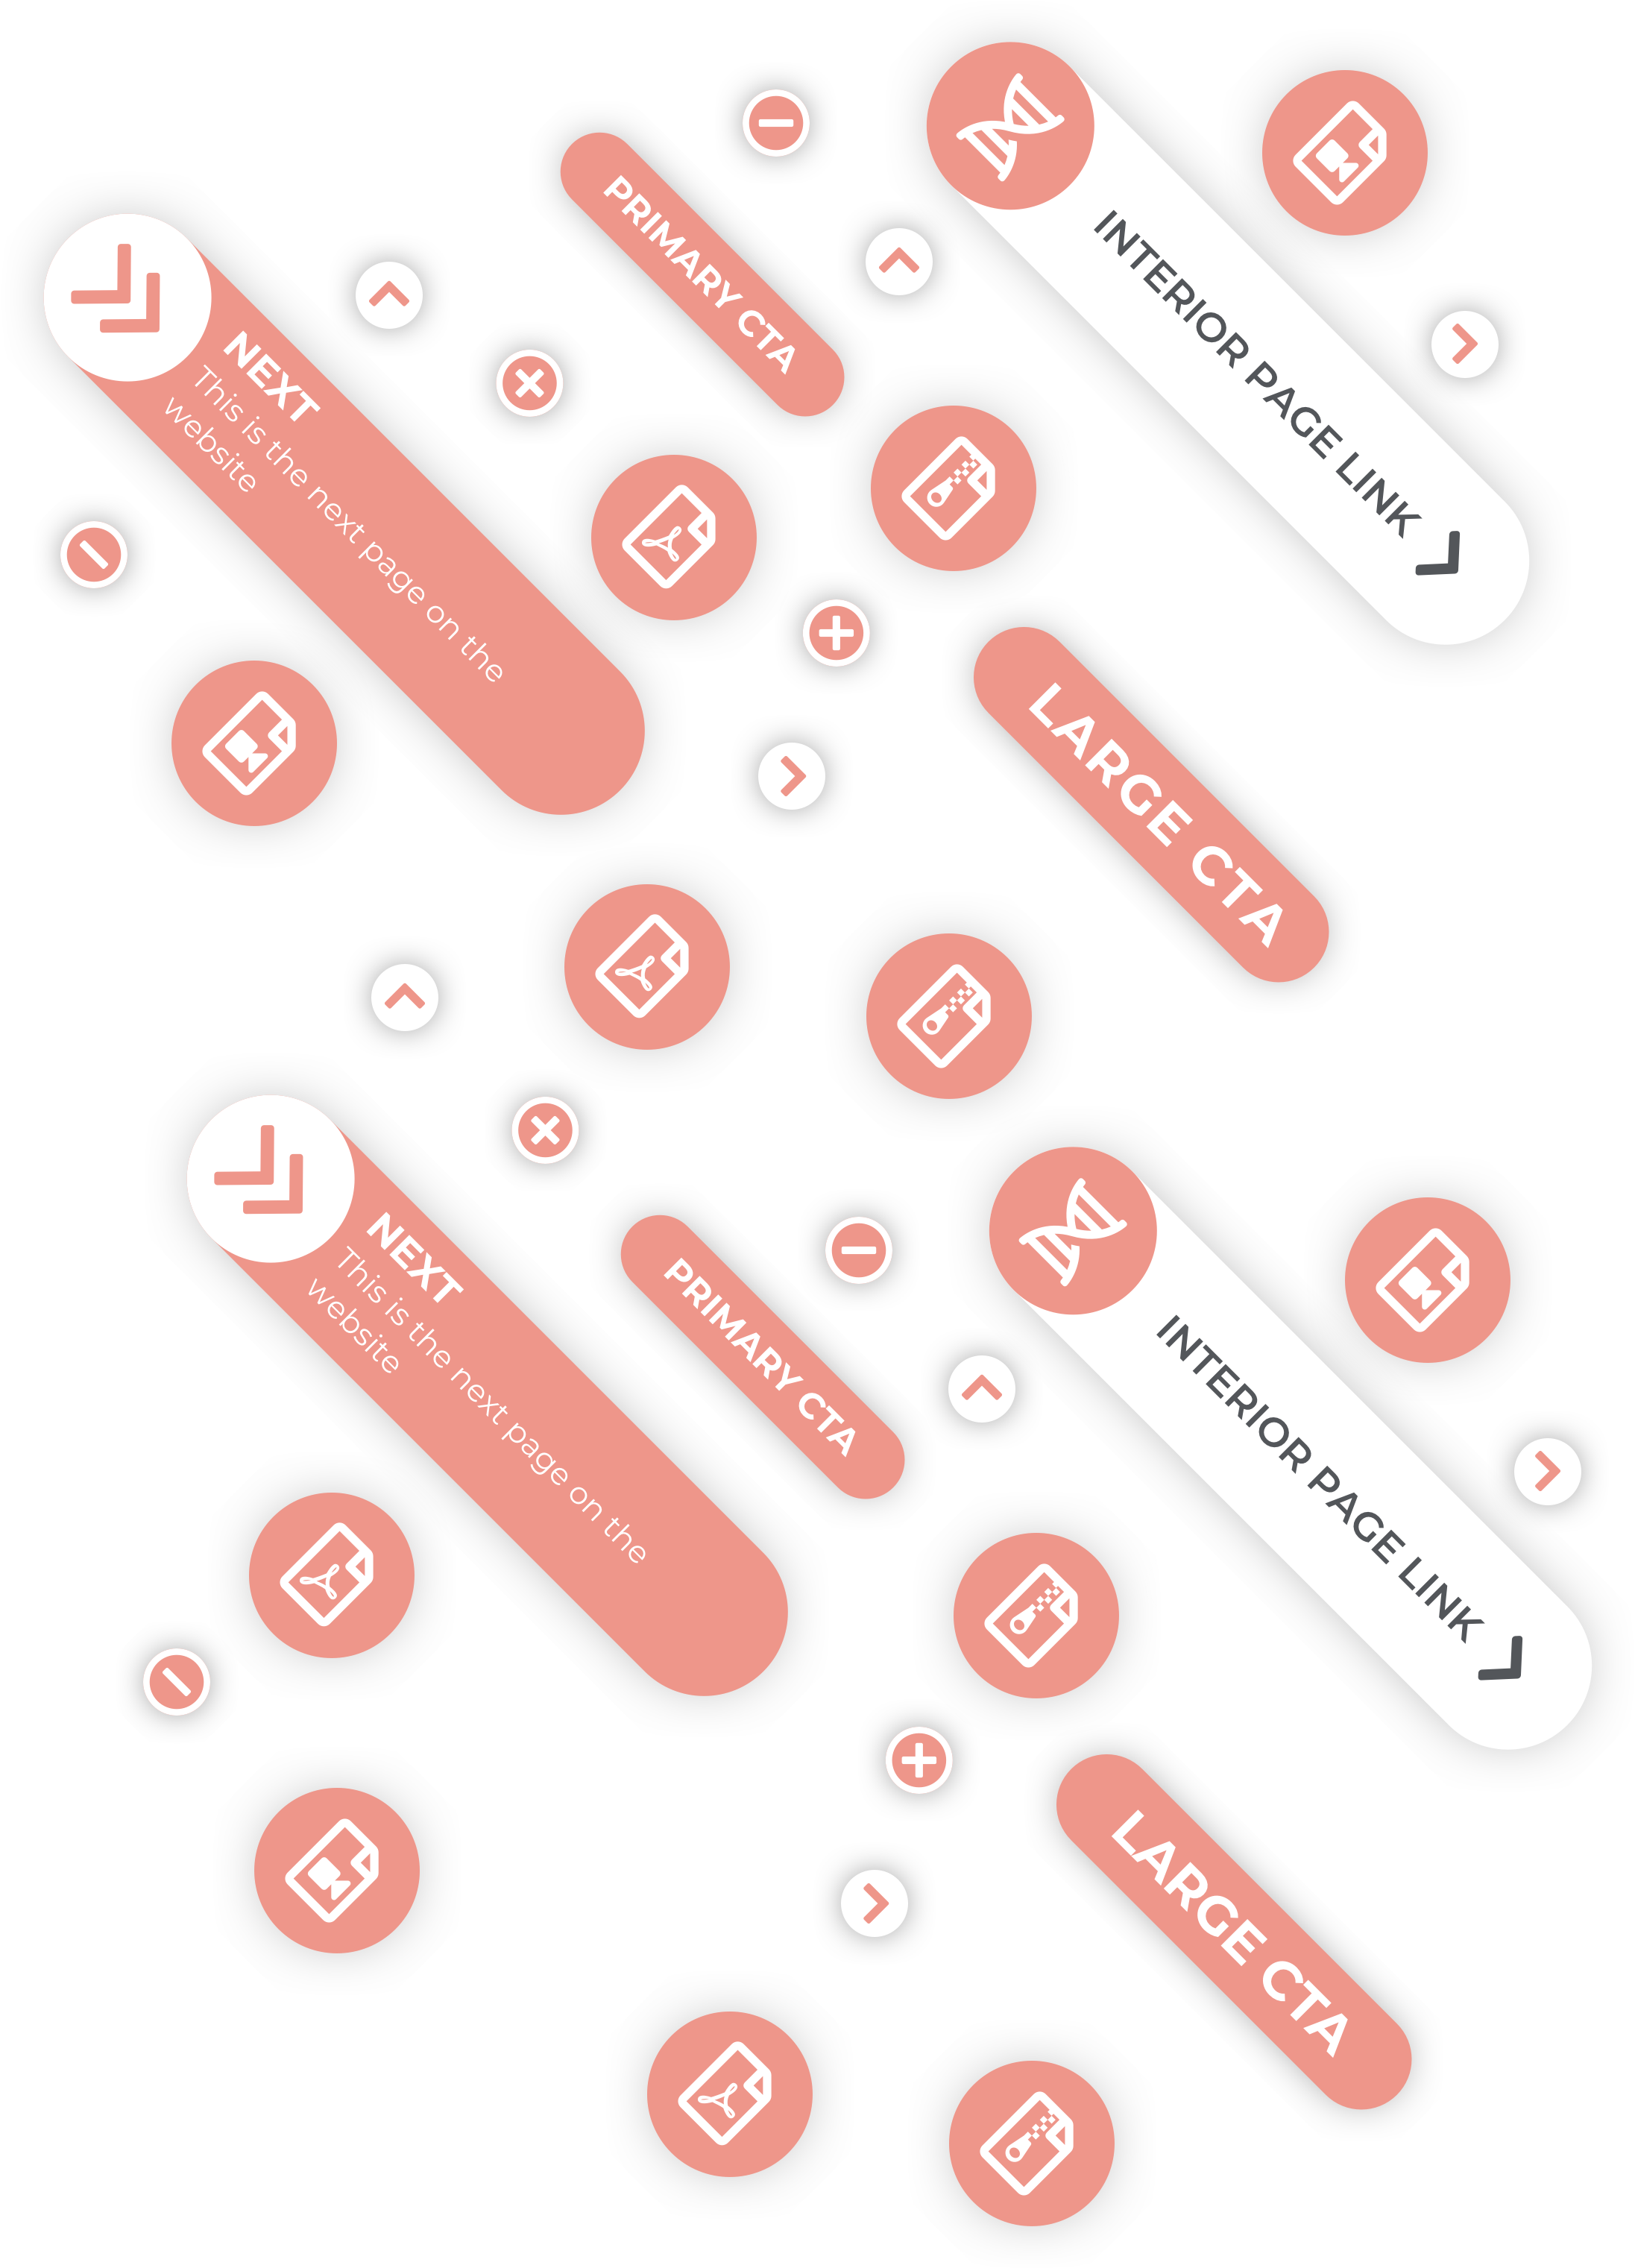 PRIMARY CTA
INTERIOR PAGE LINK
NEXT
This is the next page on the
website
LARGE CTA
NEXT
This is the next page on the
website
PRIMARY CTA
INTERIOR PAGE LINK
LARGE CTA